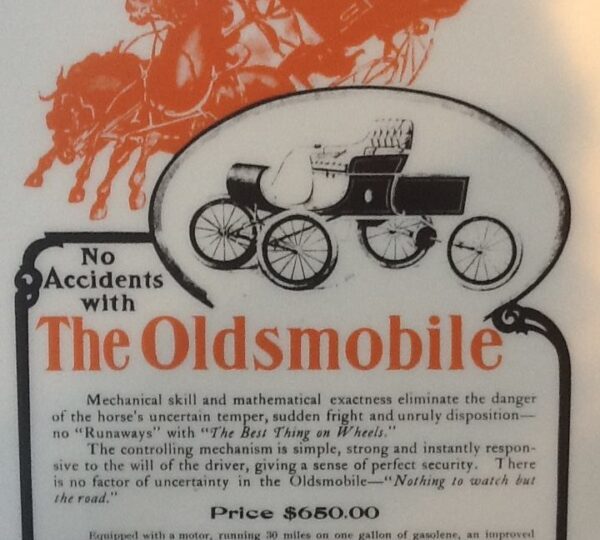 No
Accidents
with
The Oldsmobile
Mechanical skill and mathematical exactness eliminate the danger
of the horse's uncertain temper, sudden fright and unruly disposition—
no "Runaways" with "The Best Thing on Wheels."
The controlling mechanism is simple, strong and instantly respon-
sive to the will of the driver, giving a sense of perfect security. There
is no factor of uncertainty in the Oldsmobile—"Nothing to watch but
the road."
Price $650.00
Equipped with a motor, running 30 miles on one gallon of gasolene, an improved